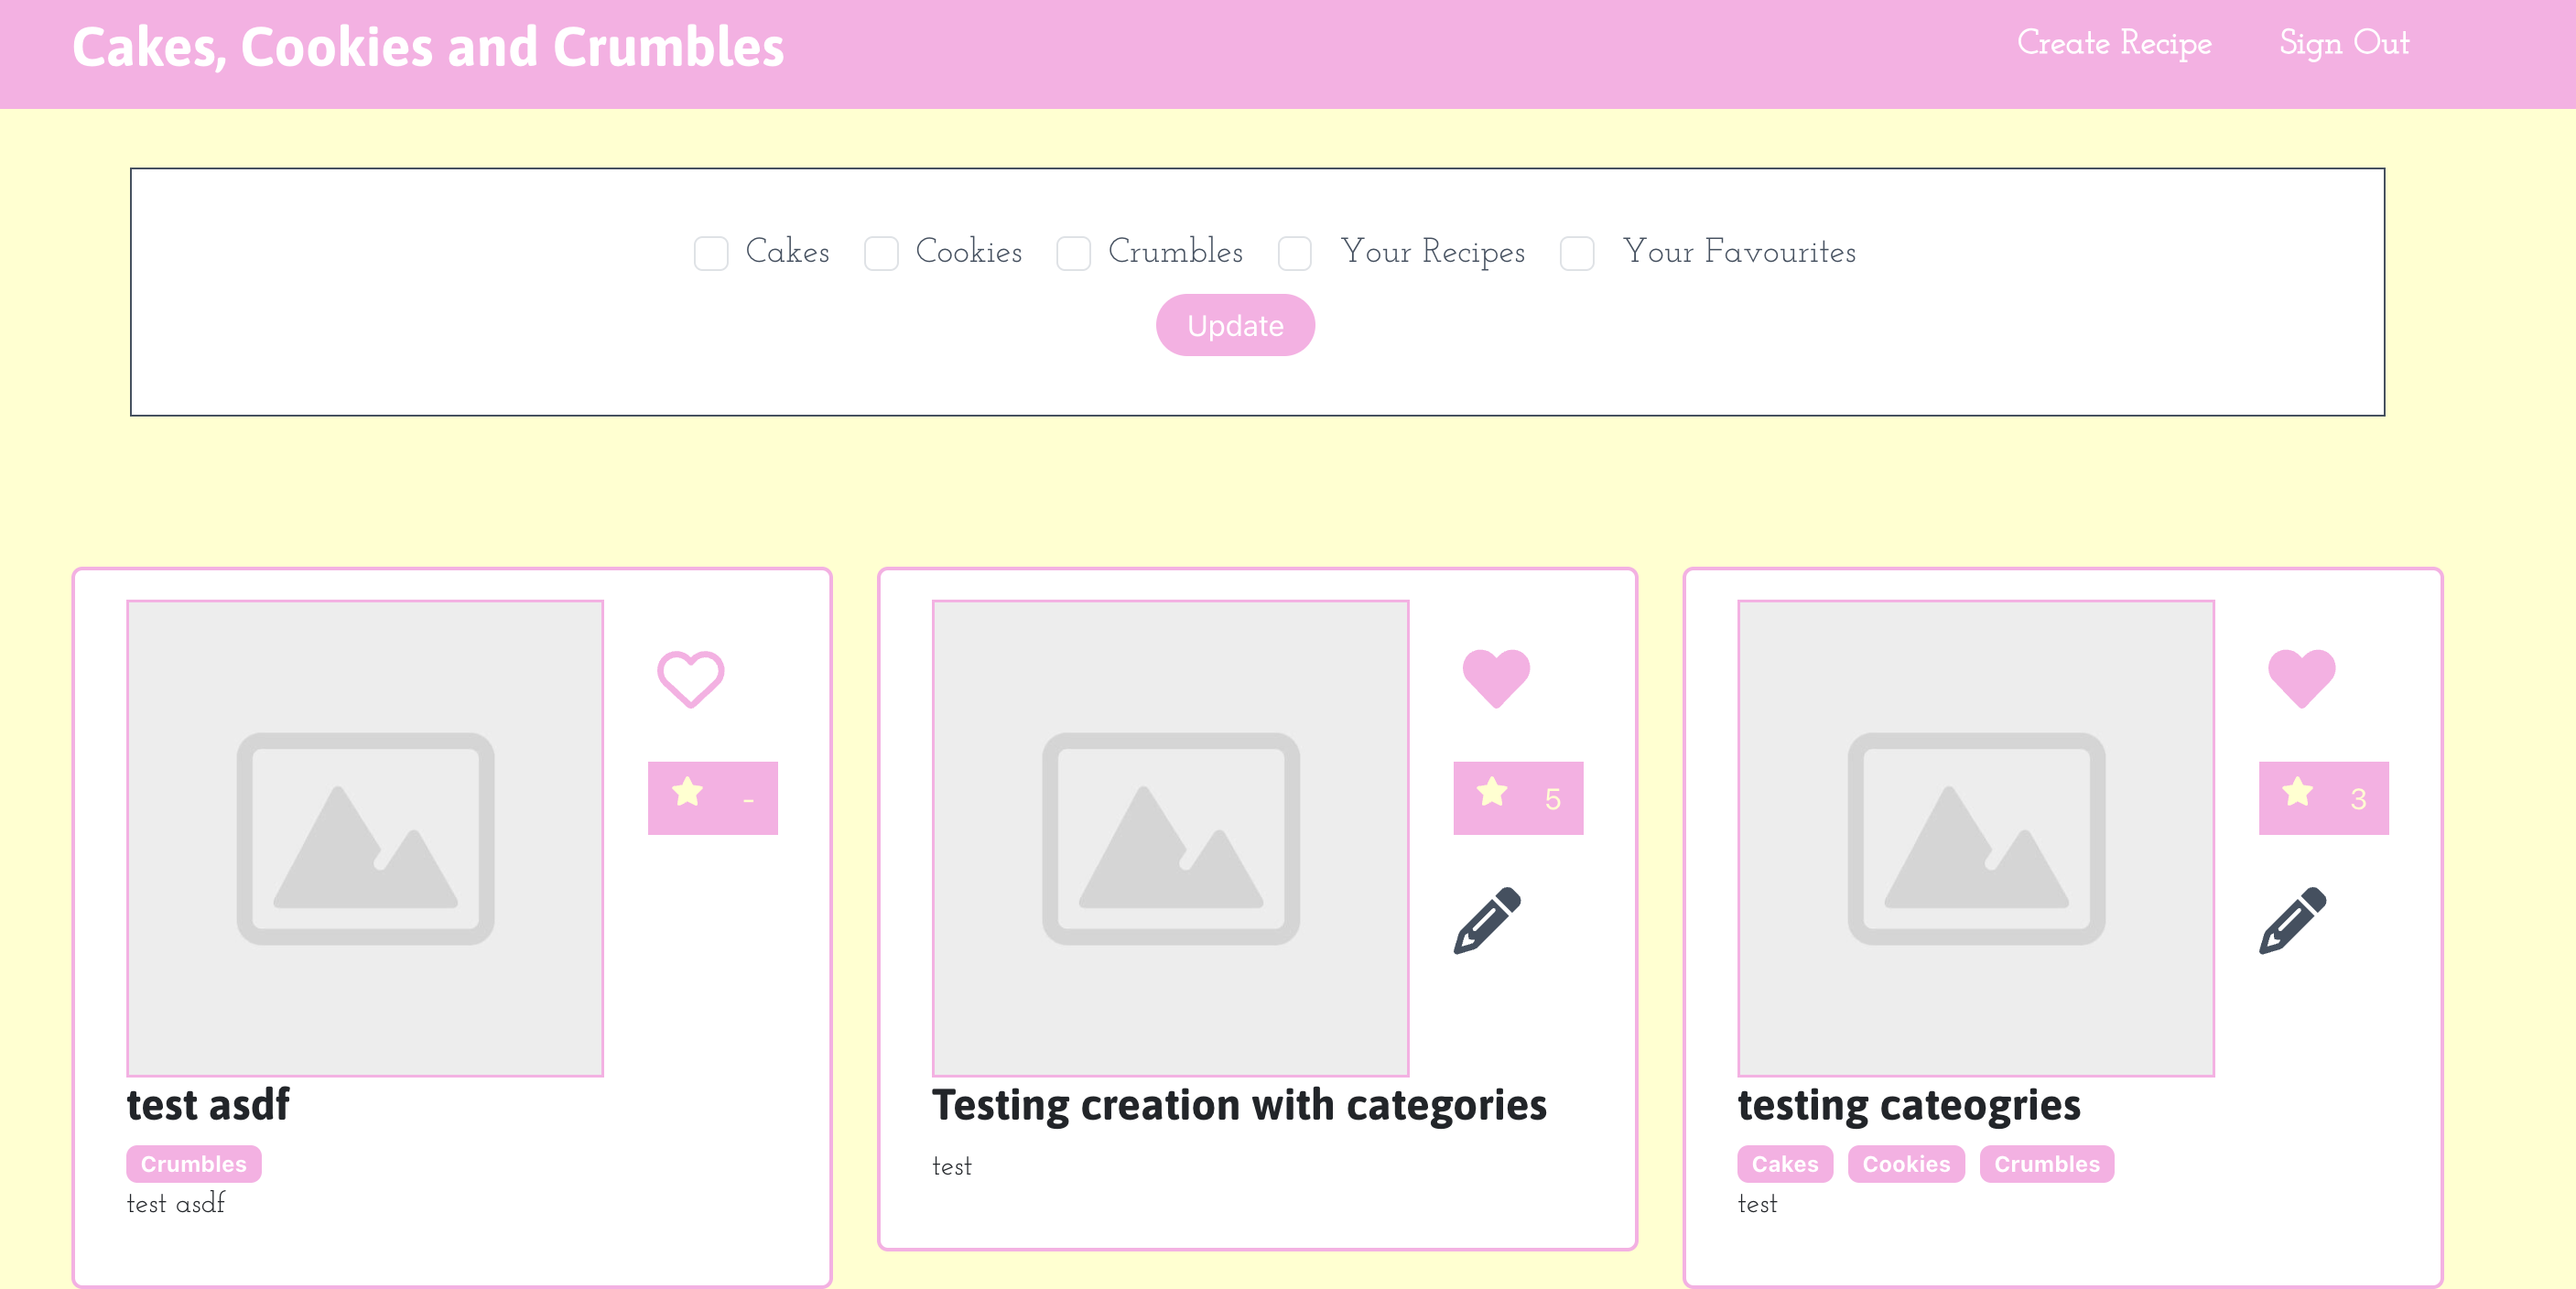 Cakes, Cookies and Crumbles Create Recipe Sign Out
Cakes Cookies Crumbles Your Recipes Your Favourites
Update
- 5 3
test asdf Testing creation with categories testing cateogries
Crumbles test Cakes Cookies Crumbles
test asdf test